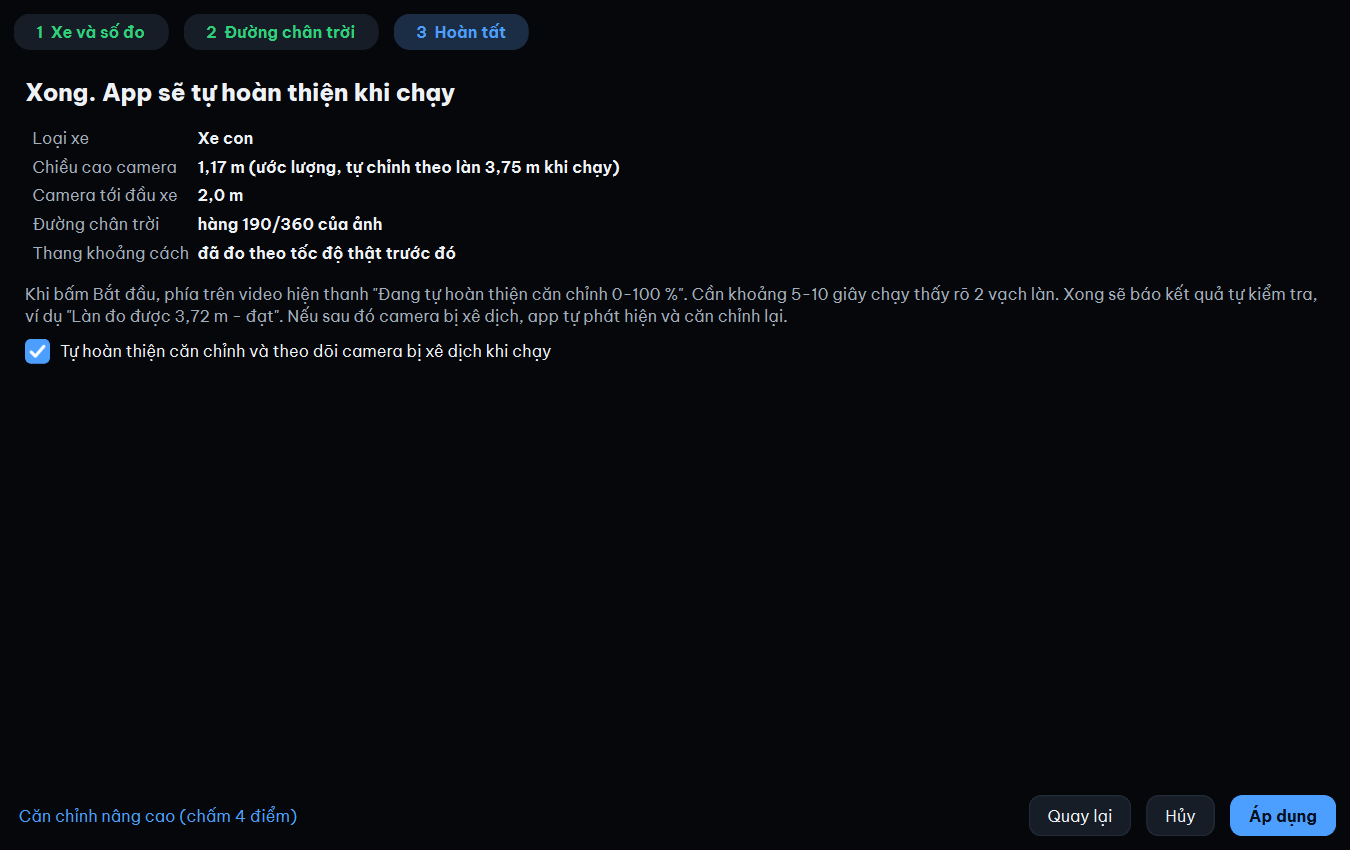 1 Xe và số đo 2 Đường chân trời 3 Hoàn tất
Xong. App sẽ tự hoàn thiện khi chạy
Loại xe Xe con
Chiều cao camera 1,17 m (ước lượng, tự chỉnh theo làn 3,75 m khi chạy)
Camera tới đầu xe 2,0 m
Đường chân trời hàng 190/360 của ảnh
Thang khoảng cách đã đo theo tốc độ thật trước đó
Khi bấm Bắt đầu, phía trên video hiện thanh "Đang tự hoàn thiện căn chỉnh 0-100 %". Cần khoảng 5-10 giây chạy thấy rõ 2 vạch làn. Xong sẽ báo kết quả tự kiểm tra,
ví dụ "Làn đo được 3,72 m - đạt". Nếu sau đó camera bị xê dịch, app tự phát hiện và căn chỉnh lại.
Tự hoàn thiện căn chỉnh và theo dõi camera bị xê dịch khi chạy
Căn chỉnh nâng cao (chấm 4 điểm) Quay lại Hủy Áp dụng